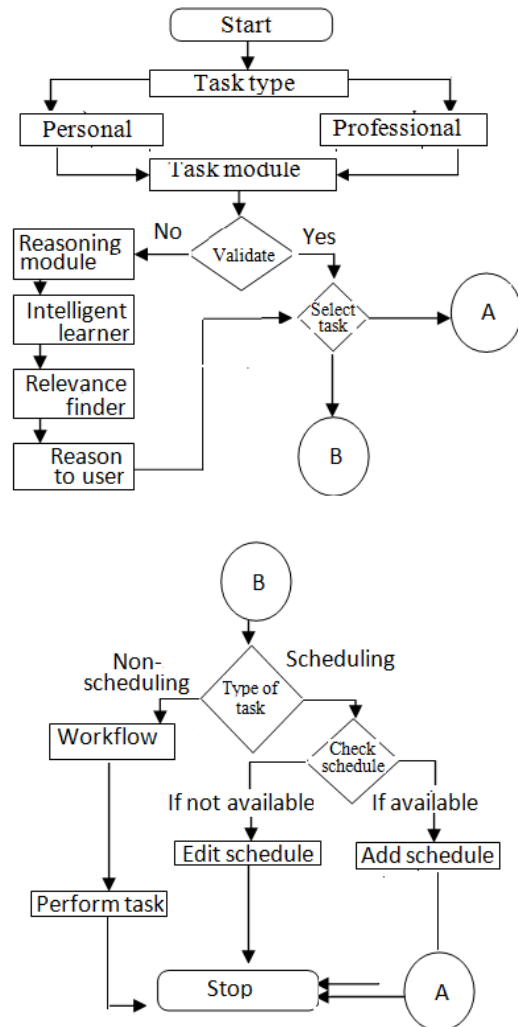 Start
Task type
Personal
Professional
Task module
No
Yes
Reasoning
module
Validate
Intelligent
learner
Select
task
A
Relevance
finder
Reason
to user
B
B
Non-
scheduling
Scheduling
Type of
task
Workflow
Check
schedule
If not available
If available
Edit schedule
Add schedule
Perform task
Stop
A